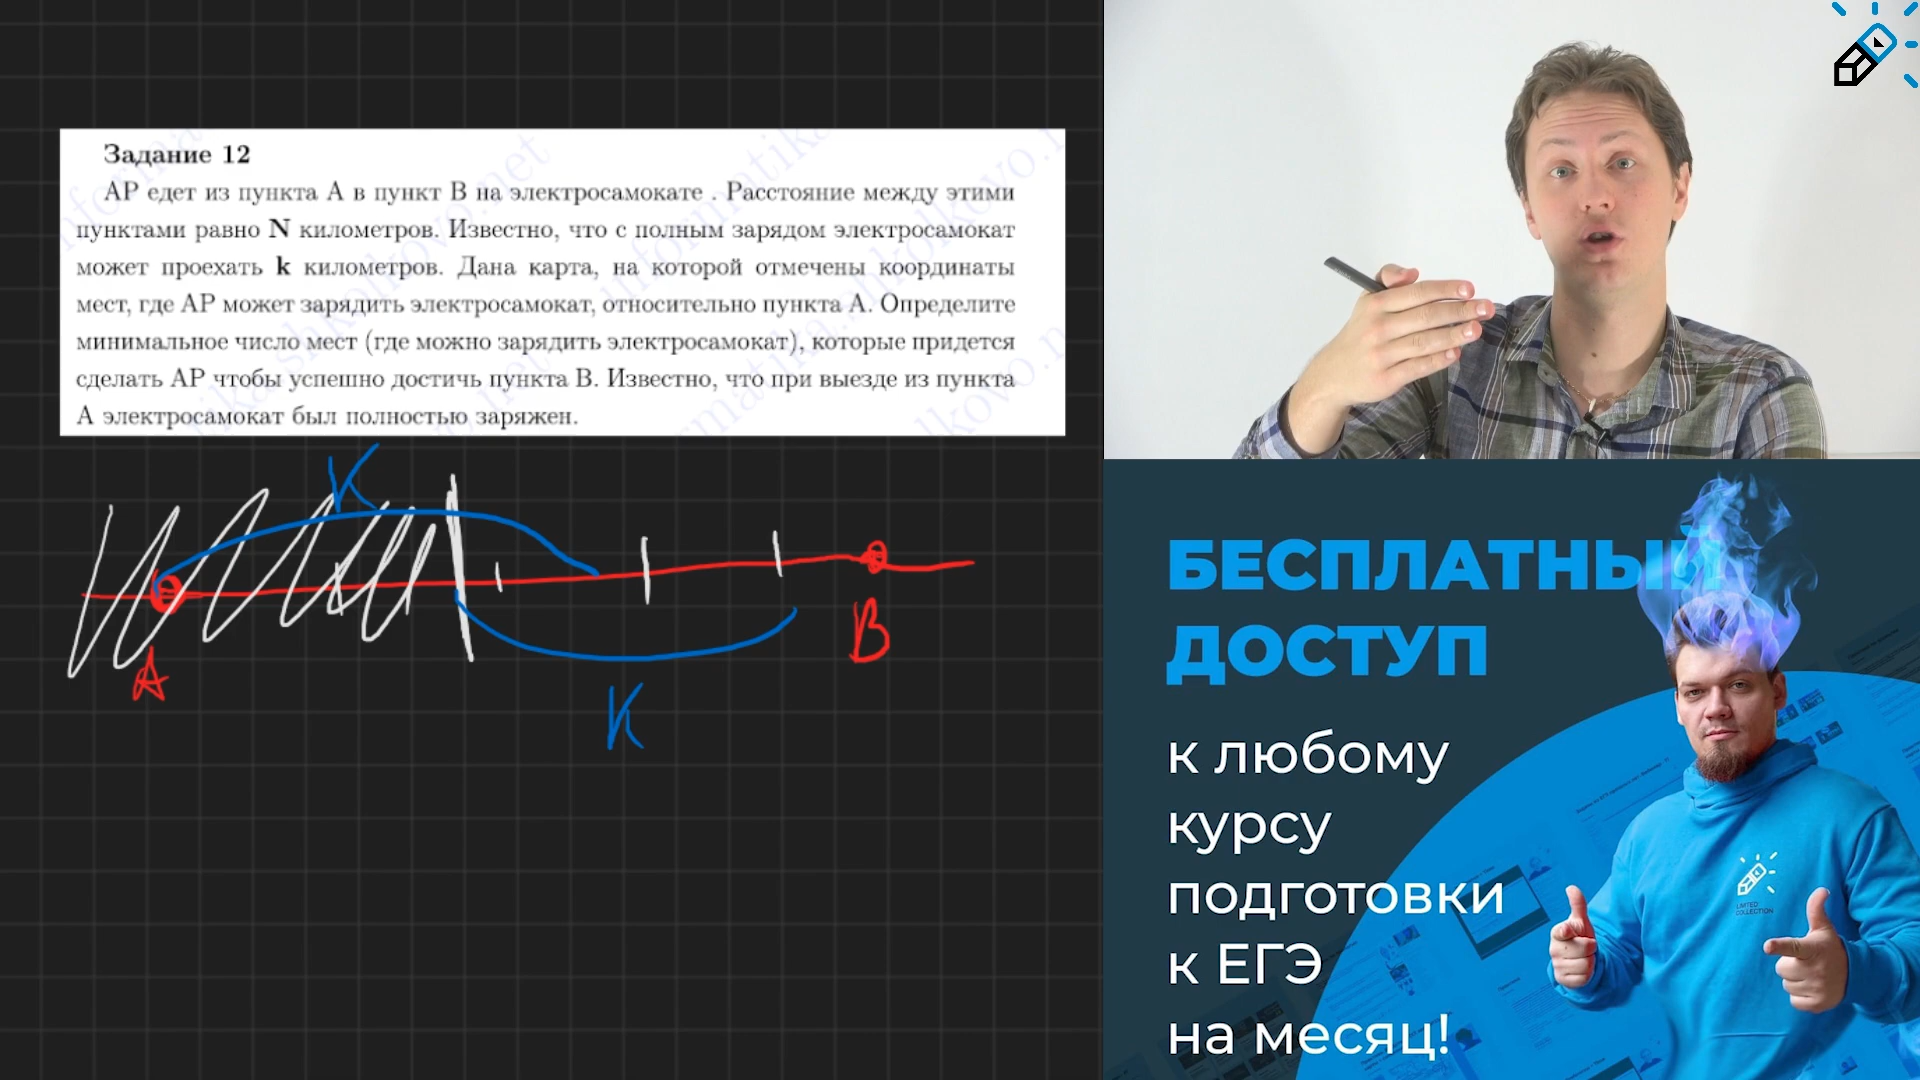 Задание 12
АР едет из пункта А в пункт В на электросамокате . Расстояние между этими
пунктами равно N километров. Известно, что с полным зарядом электросамокат
может проехать k километров. Дана карта, на которой отмечены координаты
мест, где АР может зарядить электросамокат, относительно пункта А. Определите
минимальное число мест (где можно зарядить электросамокат), которые придется
сделать АР чтобы успешно достичь пункта В. Известно, что при выезде из пункта
А электросамокат был полностью заряжен.
K
A
B
K
БЕСПЛАТНЫЙ
ДОСТУП
к любому
курсу
подготовки
к ЕГЭ
на месяц!
LIMITED
COLLECTION